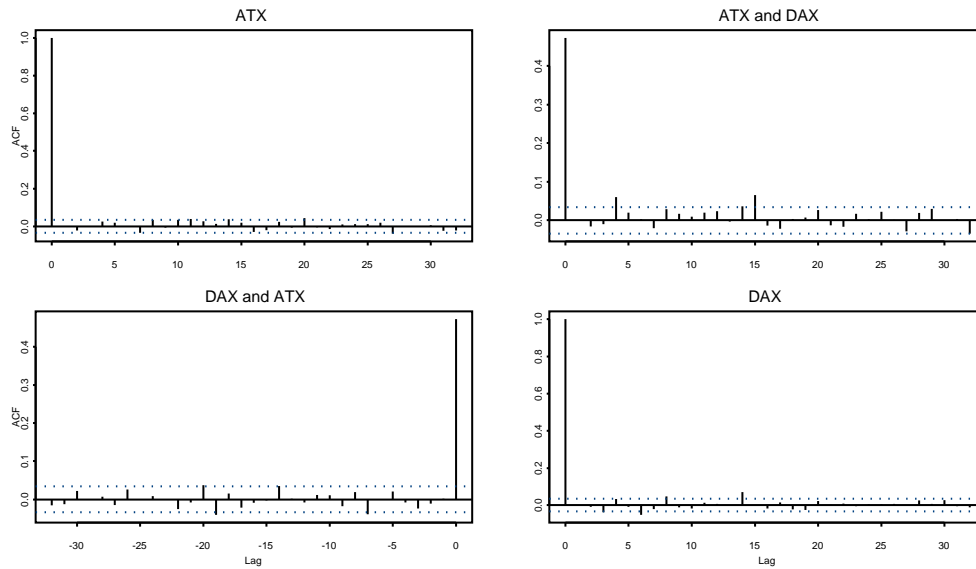 ATX
ACF
0.0 0.2 0.4 0.6 0.8 1.0
0 5 10 15 20 25 30
ATX and DAX
0.0 0.1 0.2 0.3 0.4
0 5 10 15 20 25 30
DAX and ATX
ACF
0.0 0.1 0.2 0.3 0.4
-30 -25 -20 -15 -10 -5 0
Lag
DAX
0.0 0.2 0.4 0.6 0.8 1.0
0 5 10 15 20 25 30
Lag